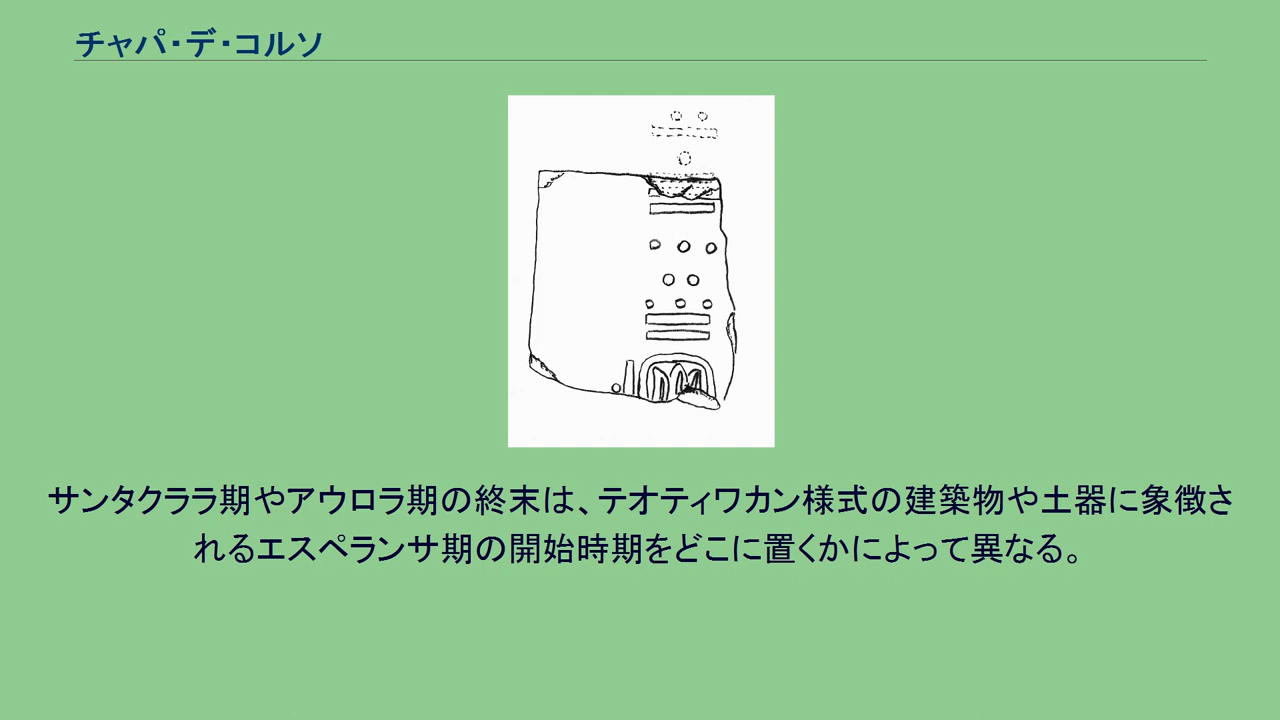 チャパ・デ・コルソ
サンタクララ期やアウロラ期の終末は、テオティワカン様式の建築物や土器に象徴さ
れるエスペランサ期の開始時期をどこに置くかによって異なる。